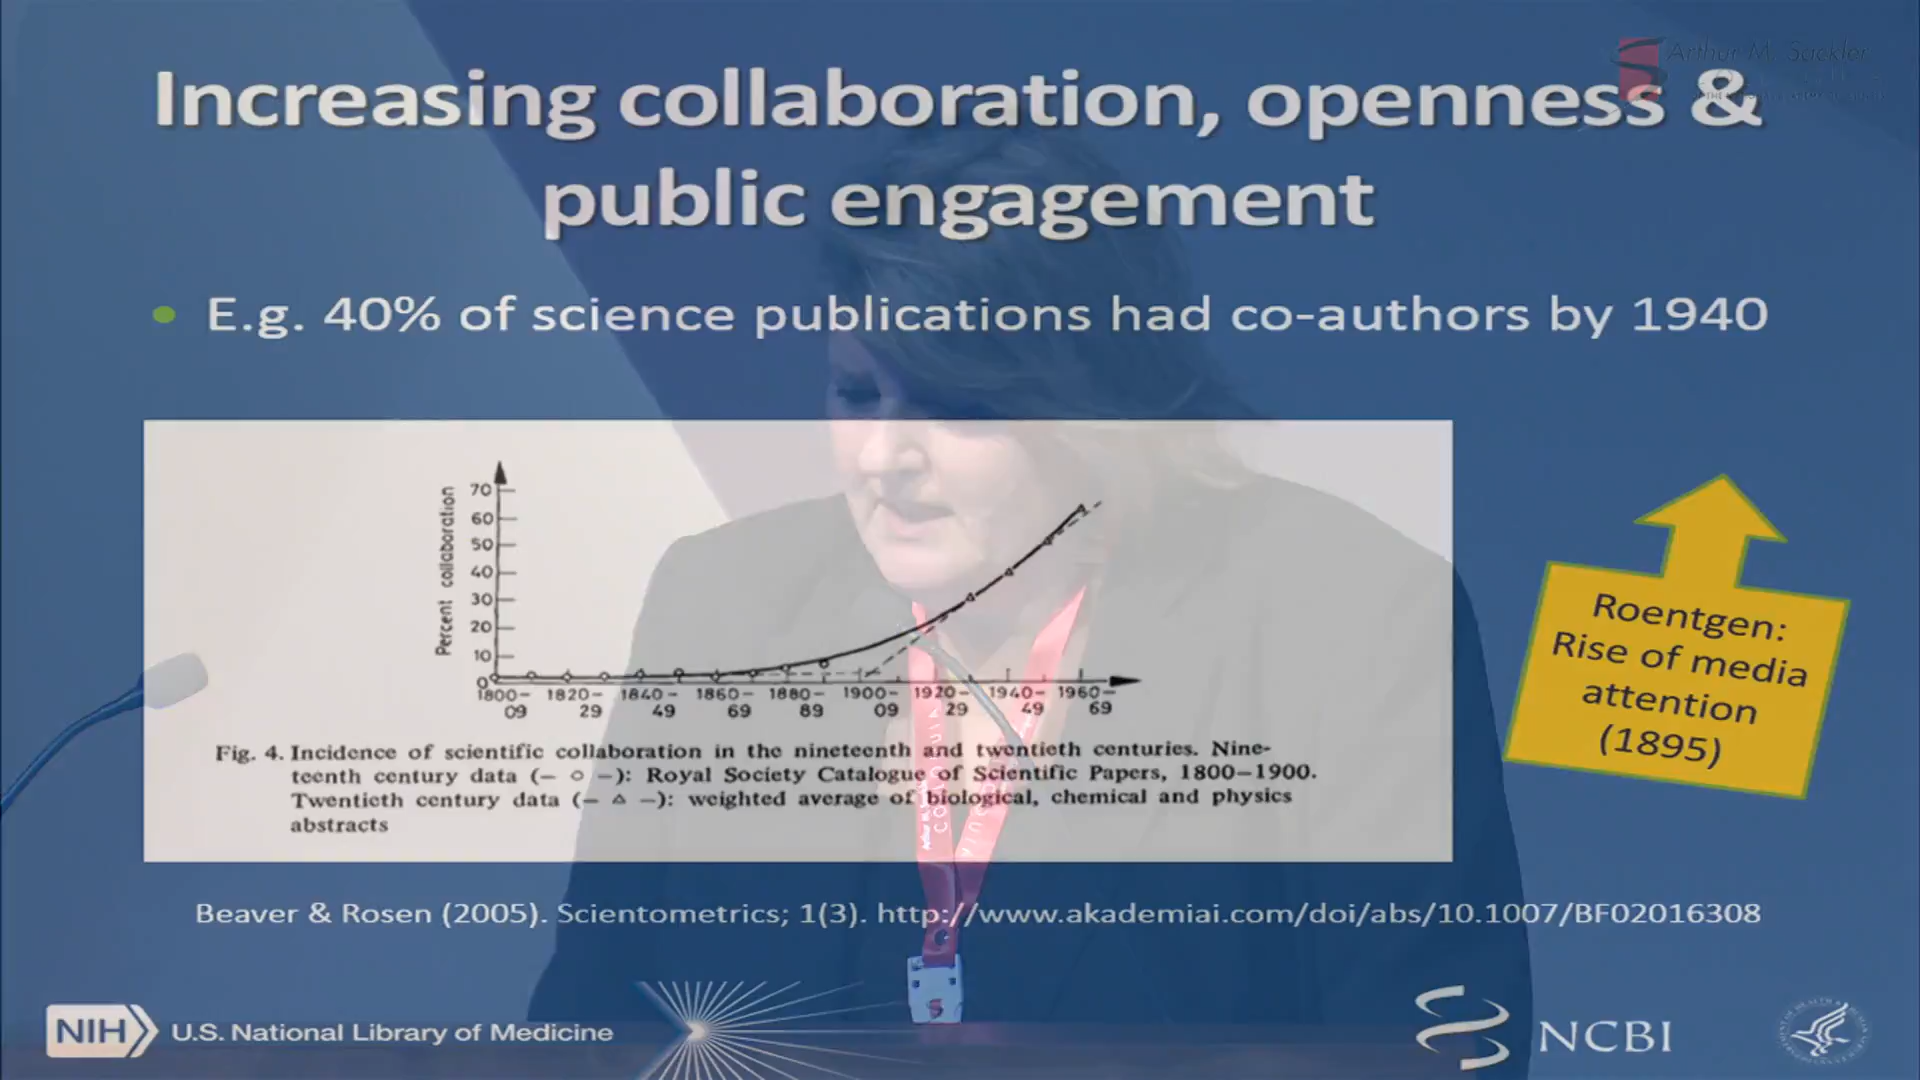 Arthur M. Sackler
Increasing collaboration, openness &
public engagement
E.g. 40% of science publications had co-authors by 1940
Percent collaboration
70
60
50
40
30
20
10
0
1800- 1820- 1840- 1860- 1880- 1900- 1920- 1940- 1960-
09 29 49 69 89 09 29 49 69
Fig. 4. Incidence of scientific collaboration in the nineteenth and twentieth centuries. Nine-
teenth century data (– o –): Royal Society Catalogue of Scientific Papers, 1800–1900.
Twentieth century data (– △ –): weighted average of biological, chemical and physics
abstracts
Roentgen:
Rise of media
attention
(1895)
Beaver & Rosen (2005). Scientometrics; 1(3). http://www.akademiai.com/doi/abs/10.1007/BF02016308
NIH U.S. National Library of Medicine
NCBI